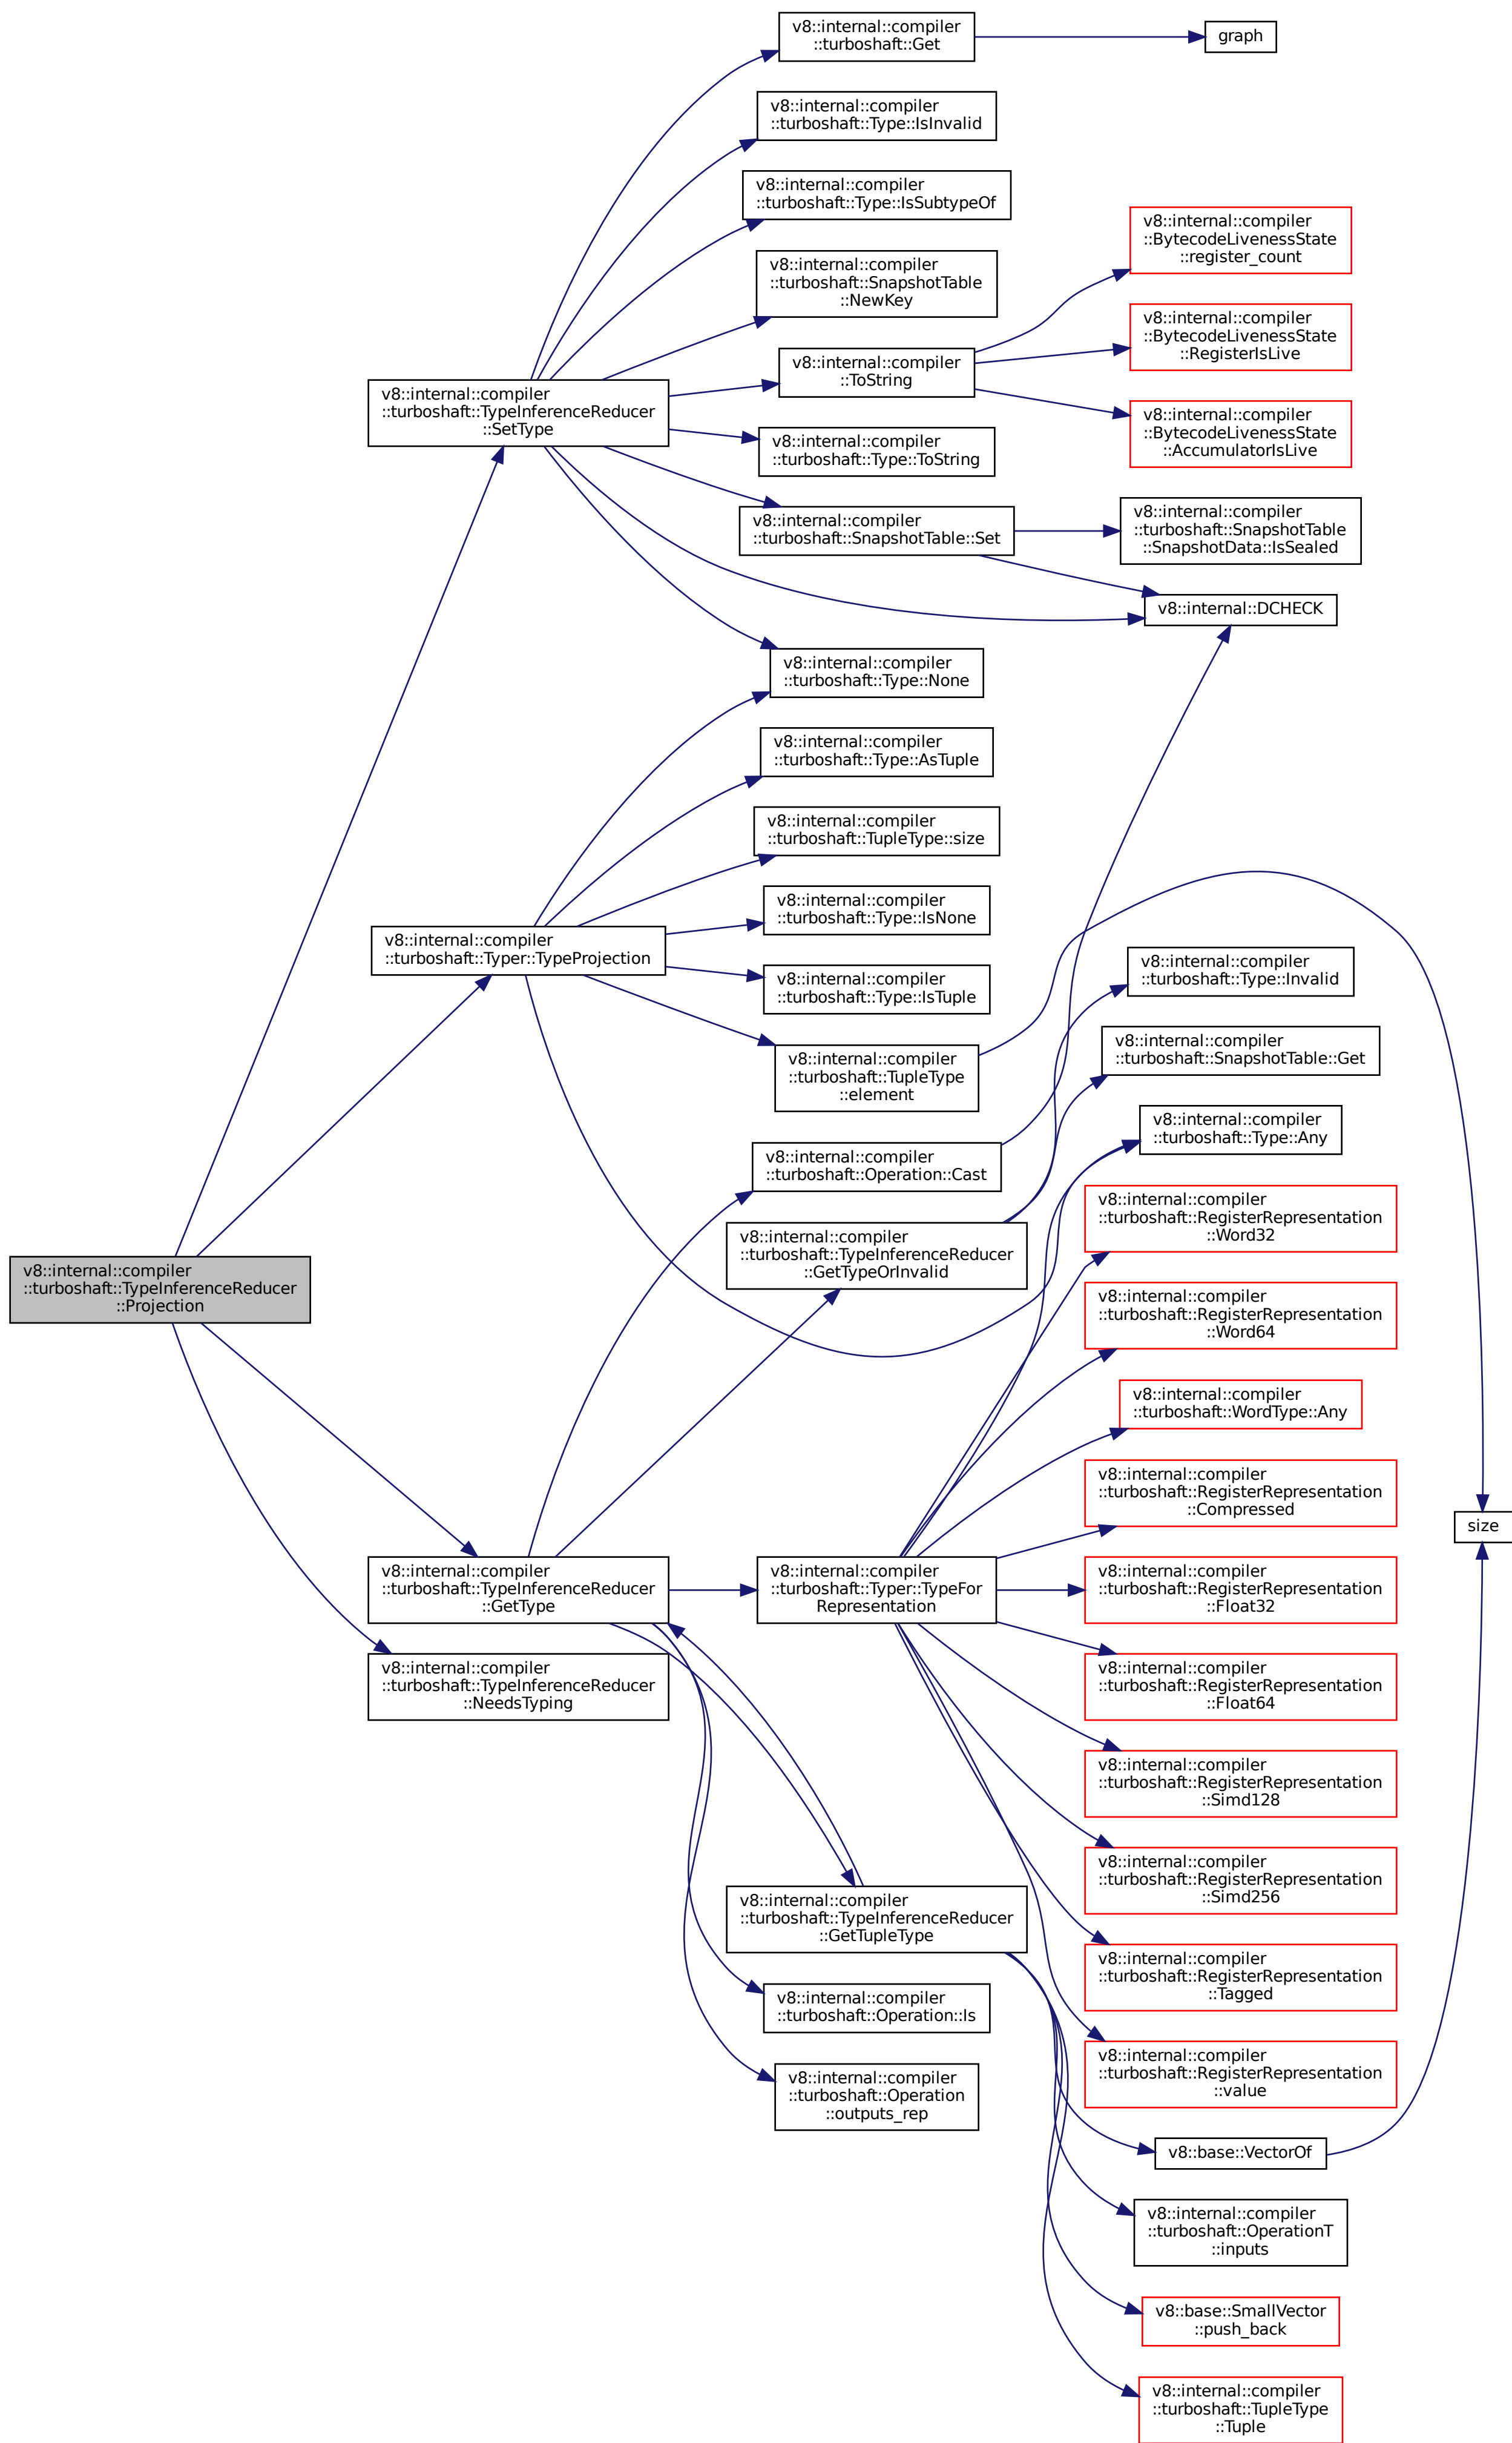 v8::internal::compiler
::turboshaft::Get
graph
v8::internal::compiler
::turboshaft::Type::IsInvalid
v8::internal::compiler
::turboshaft::Type::IsSubtypeOf
v8::internal::compiler
::BytecodeLivenessState
::register_count
v8::internal::compiler
::turboshaft::SnapshotTable
::NewKey
v8::internal::compiler
::BytecodeLivenessState
::RegisterIsLive
v8::internal::compiler
::ToString
v8::internal::compiler
::turboshaft::TypeInferenceReducer
::SetType
v8::internal::compiler
::BytecodeLivenessState
::AccumulatorIsLive
v8::internal::compiler
::turboshaft::Type::ToString
v8::internal::compiler
::turboshaft::SnapshotTable::Set
v8::internal::compiler
::turboshaft::SnapshotTable
::SnapshotData::IsSealed
v8::internal::DCHECK
v8::internal::compiler
::turboshaft::Type::None
v8::internal::compiler
::turboshaft::Type::AsTuple
v8::internal::compiler
::turboshaft::TupleType::size
v8::internal::compiler
::turboshaft::Type::IsNone
v8::internal::compiler
::turboshaft::Typer::TypeProjection
v8::internal::compiler
::turboshaft::Type::IsTuple
v8::internal::compiler
::turboshaft::Type::Invalid
v8::internal::compiler
::turboshaft::TupleType
::element
v8::internal::compiler
::turboshaft::SnapshotTable::Get
v8::internal::compiler
::turboshaft::Type::Any
v8::internal::compiler
::turboshaft::Operation::Cast
v8::internal::compiler
::turboshaft::RegisterRepresentation
::Word32
v8::internal::compiler
::turboshaft::TypeInferenceReducer
::GetTypeOrInvalid
v8::internal::compiler
::turboshaft::TypeInferenceReducer
::Projection
v8::internal::compiler
::turboshaft::RegisterRepresentation
::Word64
v8::internal::compiler
::turboshaft::WordType::Any
v8::internal::compiler
::turboshaft::RegisterRepresentation
::Compressed
size
v8::internal::compiler
::turboshaft::TypeInferenceReducer
::GetType
v8::internal::compiler
::turboshaft::Typer::TypeFor
Representation
v8::internal::compiler
::turboshaft::RegisterRepresentation
::Float32
v8::internal::compiler
::turboshaft::TypeInferenceReducer
::NeedsTyping
v8::internal::compiler
::turboshaft::RegisterRepresentation
::Float64
v8::internal::compiler
::turboshaft::RegisterRepresentation
::Simd128
v8::internal::compiler
::turboshaft::RegisterRepresentation
::Simd256
v8::internal::compiler
::turboshaft::TypeInferenceReducer
::GetTupleType
v8::internal::compiler
::turboshaft::RegisterRepresentation
::Tagged
v8::internal::compiler
::turboshaft::Operation::Is
v8::internal::compiler
::turboshaft::RegisterRepresentation
::value
v8::internal::compiler
::turboshaft::Operation
::outputs_rep
v8::base::VectorOf
v8::internal::compiler
::turboshaft::OperationT
::inputs
v8::base::SmallVector
::push_back
v8::internal::compiler
::turboshaft::TupleType
::Tuple